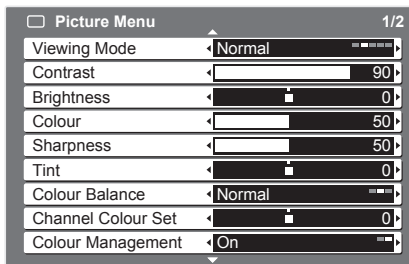 Picture Menu 1/2
Viewing Mode Normal
Contrast 90
Brightness 0
Colour 50
Sharpness 50
Tint 0
Colour Balance Normal
Channel Colour Set 0
Colour Management On